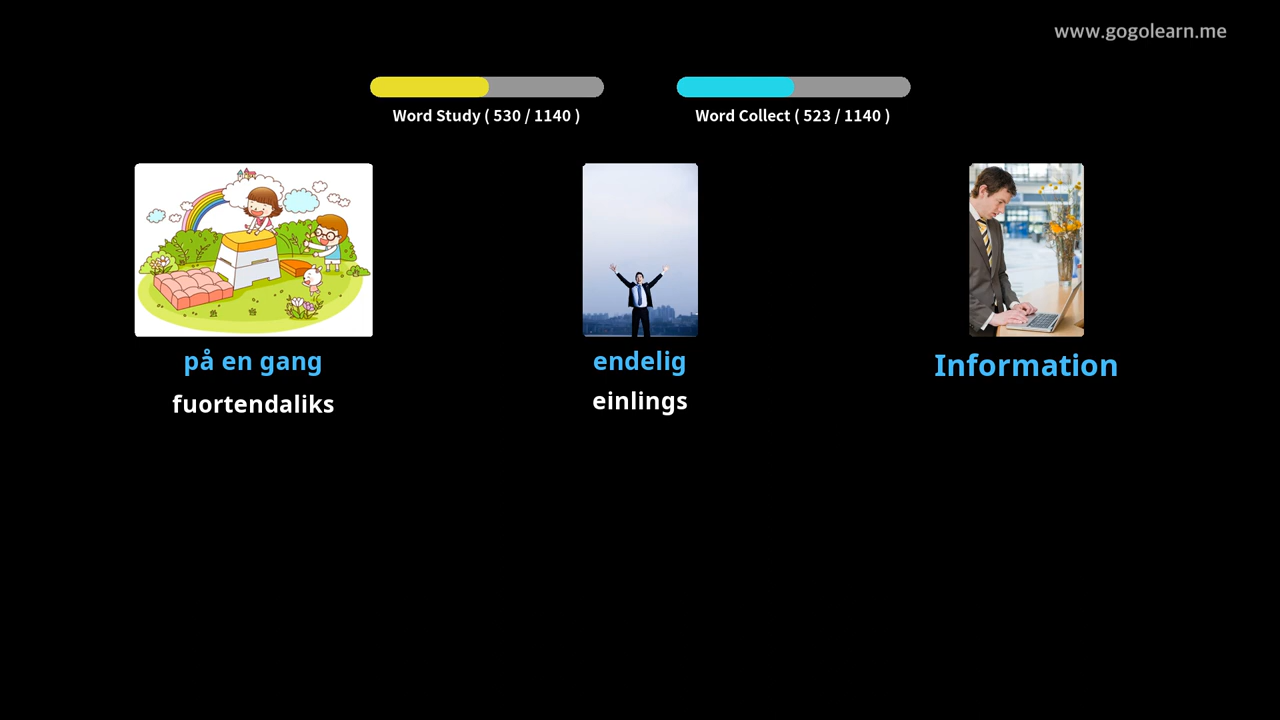 www.gogolearn.me
Word Study ( 530 / 1140 )
Word Collect ( 523 / 1140 )
på en gang
fuortendaliks
endelig
einlings
Information